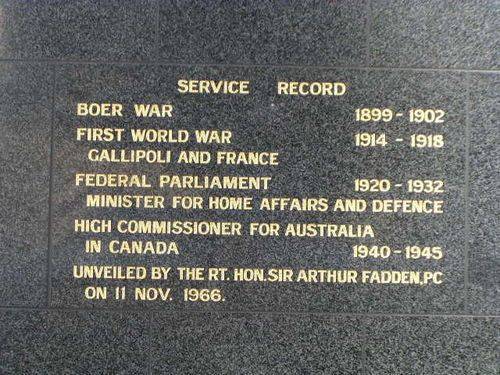 SERVICE RECORD
BOER WAR 1899 - 1902
FIRST WORLD WAR 1914 - 1918
GALLIPOLI AND FRANCE
FEDERAL PARLIAMENT 1920 - 1932
MINISTER FOR HOME AFFAIRS AND DEFENCE
HIGH COMMISSIONER FOR AUSTRALIA
IN CANADA 1940 - 1945
UNVEILED BY THE RT. HON. SIR ARTHUR FADDEN, PC
ON 11 NOV. 1966.